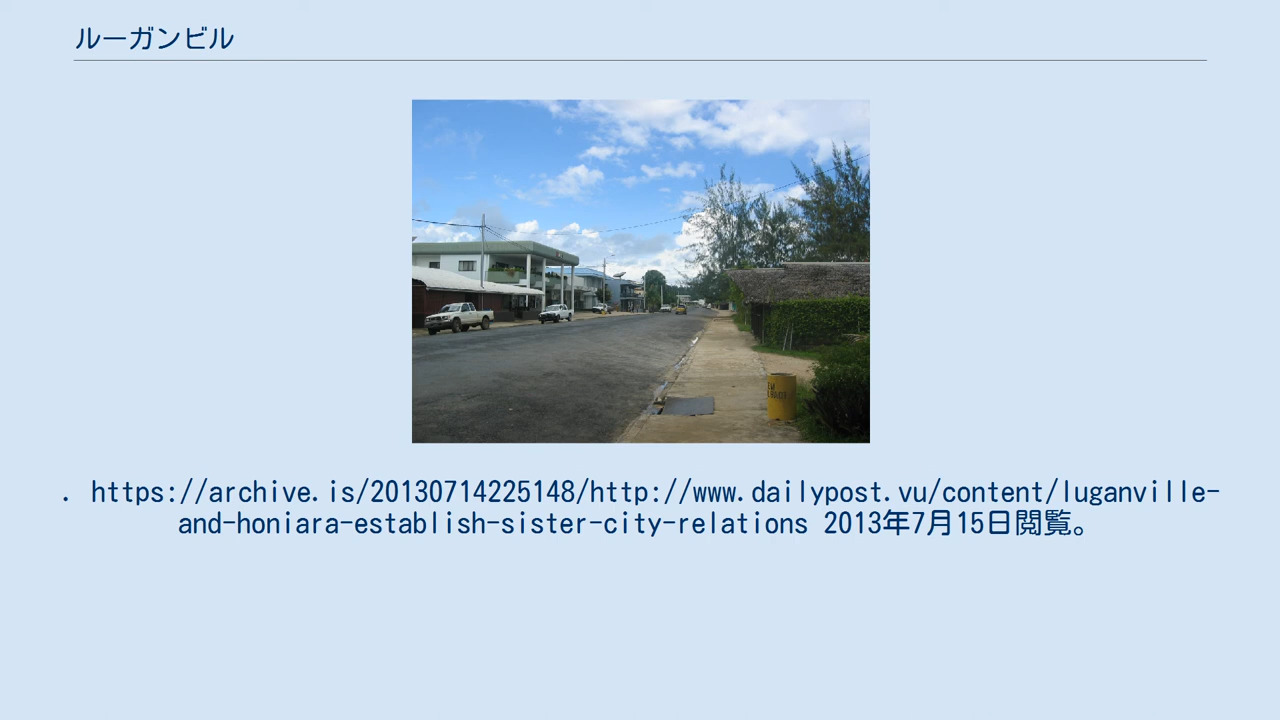 ルーガンビル
. https://archive.is/20130714225148/http://www.dailypost.vu/content/luganville-
and-honiara-establish-sister-city-relations 2013年7月15日閲覧。